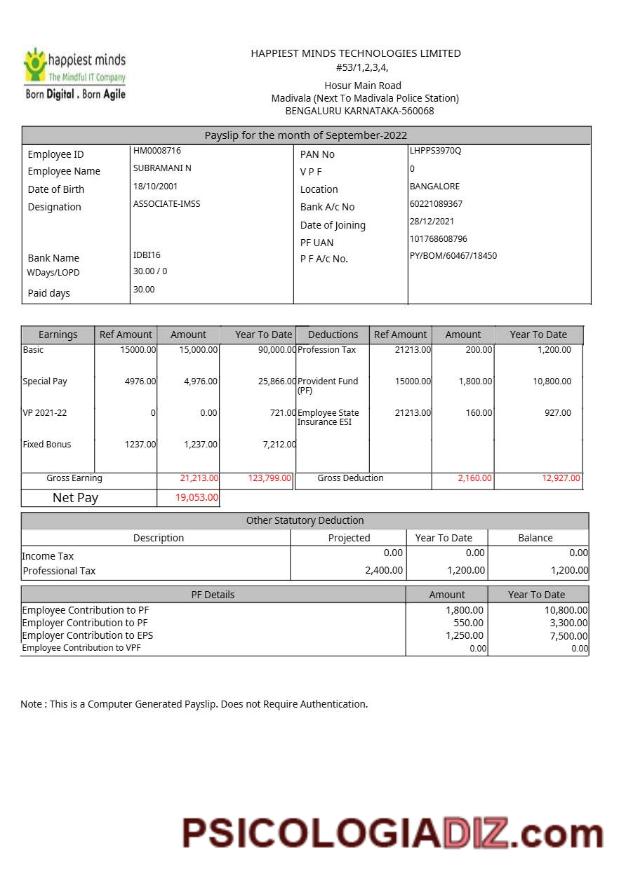 happiest minds
The Mindful IT Company
Born Digital . Born Agile
HAPPIEST MINDS TECHNOLOGIES LIMITED
#53/1,2,3,4,
Hosur Main Road
Madivala (Next To Madivala Police Station)
BENGALURU KARNATAKA-560068
Payslip for the month of September-2022
Employee ID HM0008716 PAN No LHPPS3970Q
Employee Name SUBRAMANI N V P F 0
Date of Birth 18/10/2001 Location BANGALORE
Designation ASSOCIATE-IMSS Bank A/c No 60221089367
Date of Joining 28/12/2021
PF UAN 101768608796
Bank Name IDBI16 P F A/c No. PY/BOM/60467/18450
WDays/LOPD 30.00 / 0
Paid days 30.00
Earnings Ref Amount Amount Year To Date Deductions Ref Amount Amount Year To Date
Basic 15000.00 15,000.00 90,000.00 Profession Tax 21213.00 200.00 1,200.00
Special Pay 4976.00 4,976.00 25,866.00 Provident Fund 15000.00 1,800.00 10,800.00
(PF)
VP 2021-22 0 0.00 721.00 Employee State 21213.00 160.00 927.00
Insurance ESI
Fixed Bonus 1237.00 1,237.00 7,212.00
Gross Earning 21,213.00 123,799.00 Gross Deduction 2,160.00 12,927.00
Net Pay 19,053.00
Other Statutory Deduction
Description Projected Year To Date Balance
Income Tax 0.00 0.00 0.00
Professional Tax 2,400.00 1,200.00 1,200.00
PF Details Amount Year To Date
Employee Contribution to PF 1,800.00 10,800.00
Employer Contribution to PF 550.00 3,300.00
Employer Contribution to EPS 1,250.00 7,500.00
Employee Contribution to VPF 0.00 0.00
Note : This is a Computer Generated Payslip. Does not Require Authentication.
PSICOLOGIADIZ.com